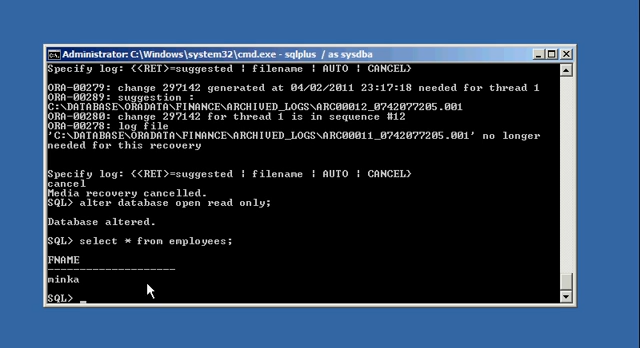 Administrator: C:\Windows\system32\cmd.exe - sqlplus / as sysdba
Specify log: {<RET>=suggested | filename | AUTO | CANCEL}
ORA-00279: change 297142 generated at 04/02/2011 23:17:18 needed for thread 1
ORA-00289: suggestion :
C:\DATABASE\ORADATA\FINANCE\ARCHIVED_LOGS\ARC00012_0742077205.001
ORA-00280: change 297142 for thread 1 is in sequence #12
ORA-00278: log file
'C:\DATABASE\ORADATA\FINANCE\ARCHIVED_LOGS\ARC00011_0742077205.001' no longer
needed for this recovery
Specify log: {<RET>=suggested | filename | AUTO | CANCEL}
cancel
Media recovery cancelled.
SQL> alter database open read only;
Database altered.
SQL> select * from employees;
FNAME
--------------------
minka
SQL> _